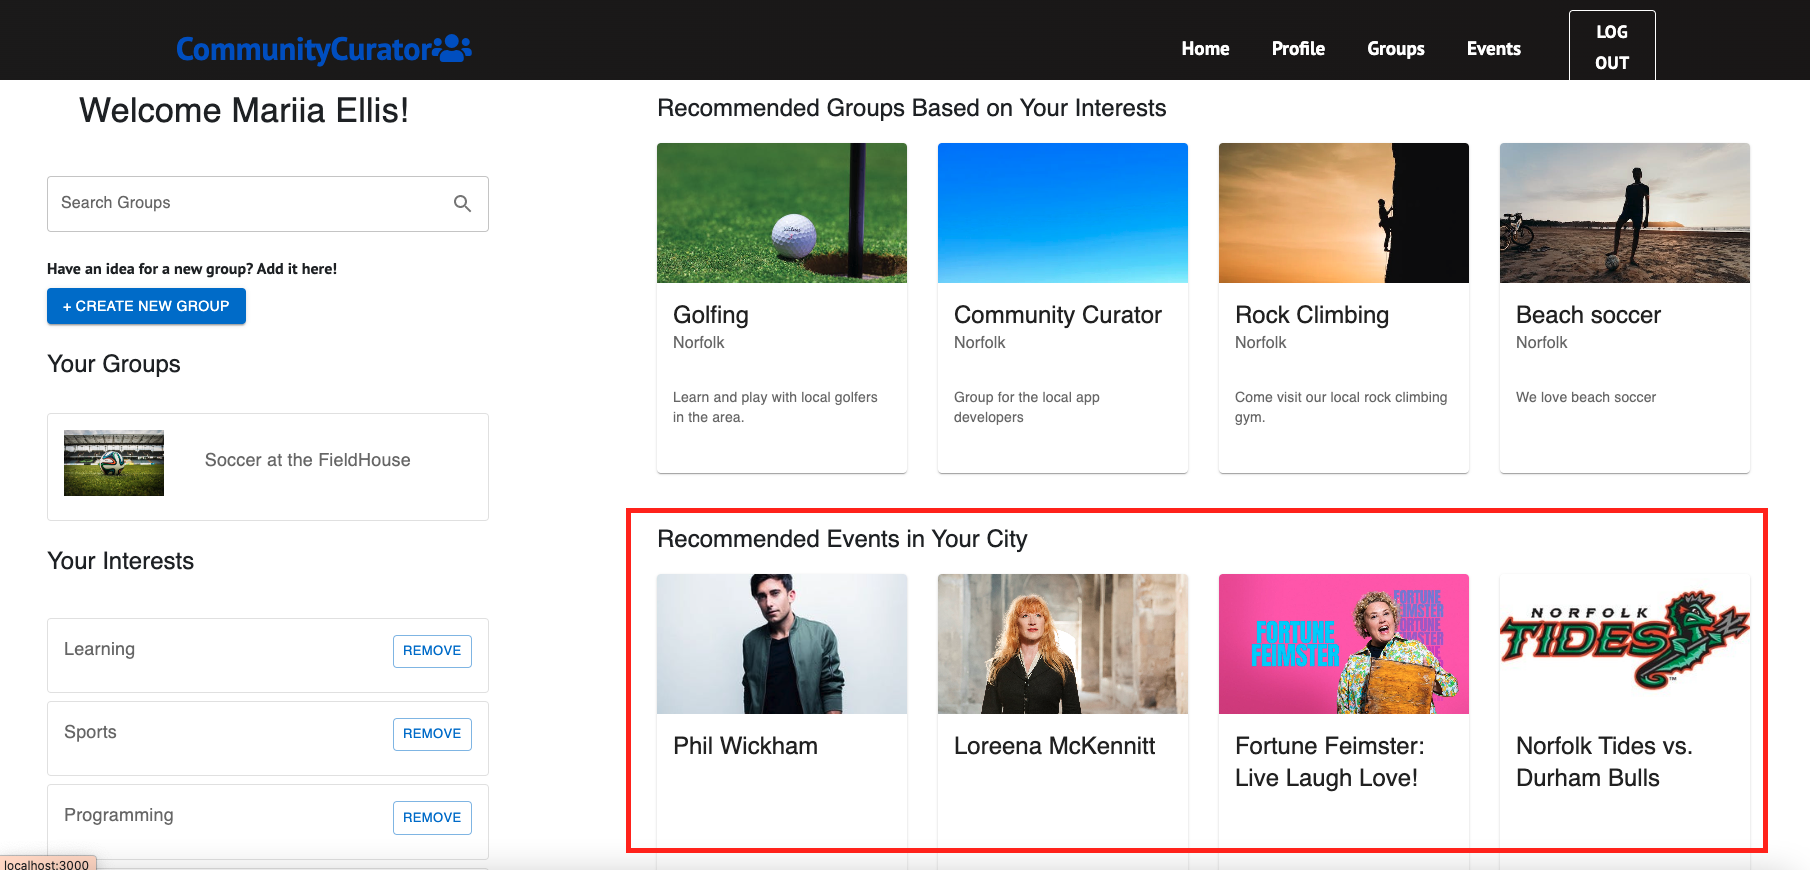 CommunityCurator
Home
Profile
Groups
Events
LOG
OUT
Welcome Mariia Ellis!
Search Groups
Have an idea for a new group? Add it here!
+ CREATE NEW GROUP
Your Groups
Soccer at the FieldHouse
Your Interests
Learning
REMOVE
Sports
REMOVE
Programming
REMOVE
localhost:3000
Recommended Groups Based on Your Interests
Golfing
Norfolk
Learn and play with local golfers
in the area.
Community Curator
Norfolk
Group for the local app
developers
Rock Climbing
Norfolk
Come visit our local rock climbing
gym.
Beach soccer
Norfolk
We love beach soccer
Recommended Events in Your City
Phil Wickham
Loreena McKennitt
FORTUNE
FEIMSTER
FORTUNE
FEIMSTER
FORTUNE
Fortune Feimster:
Live Laugh Love!
NORFOLK
TIDES
TM
Norfolk Tides vs.
Durham Bulls